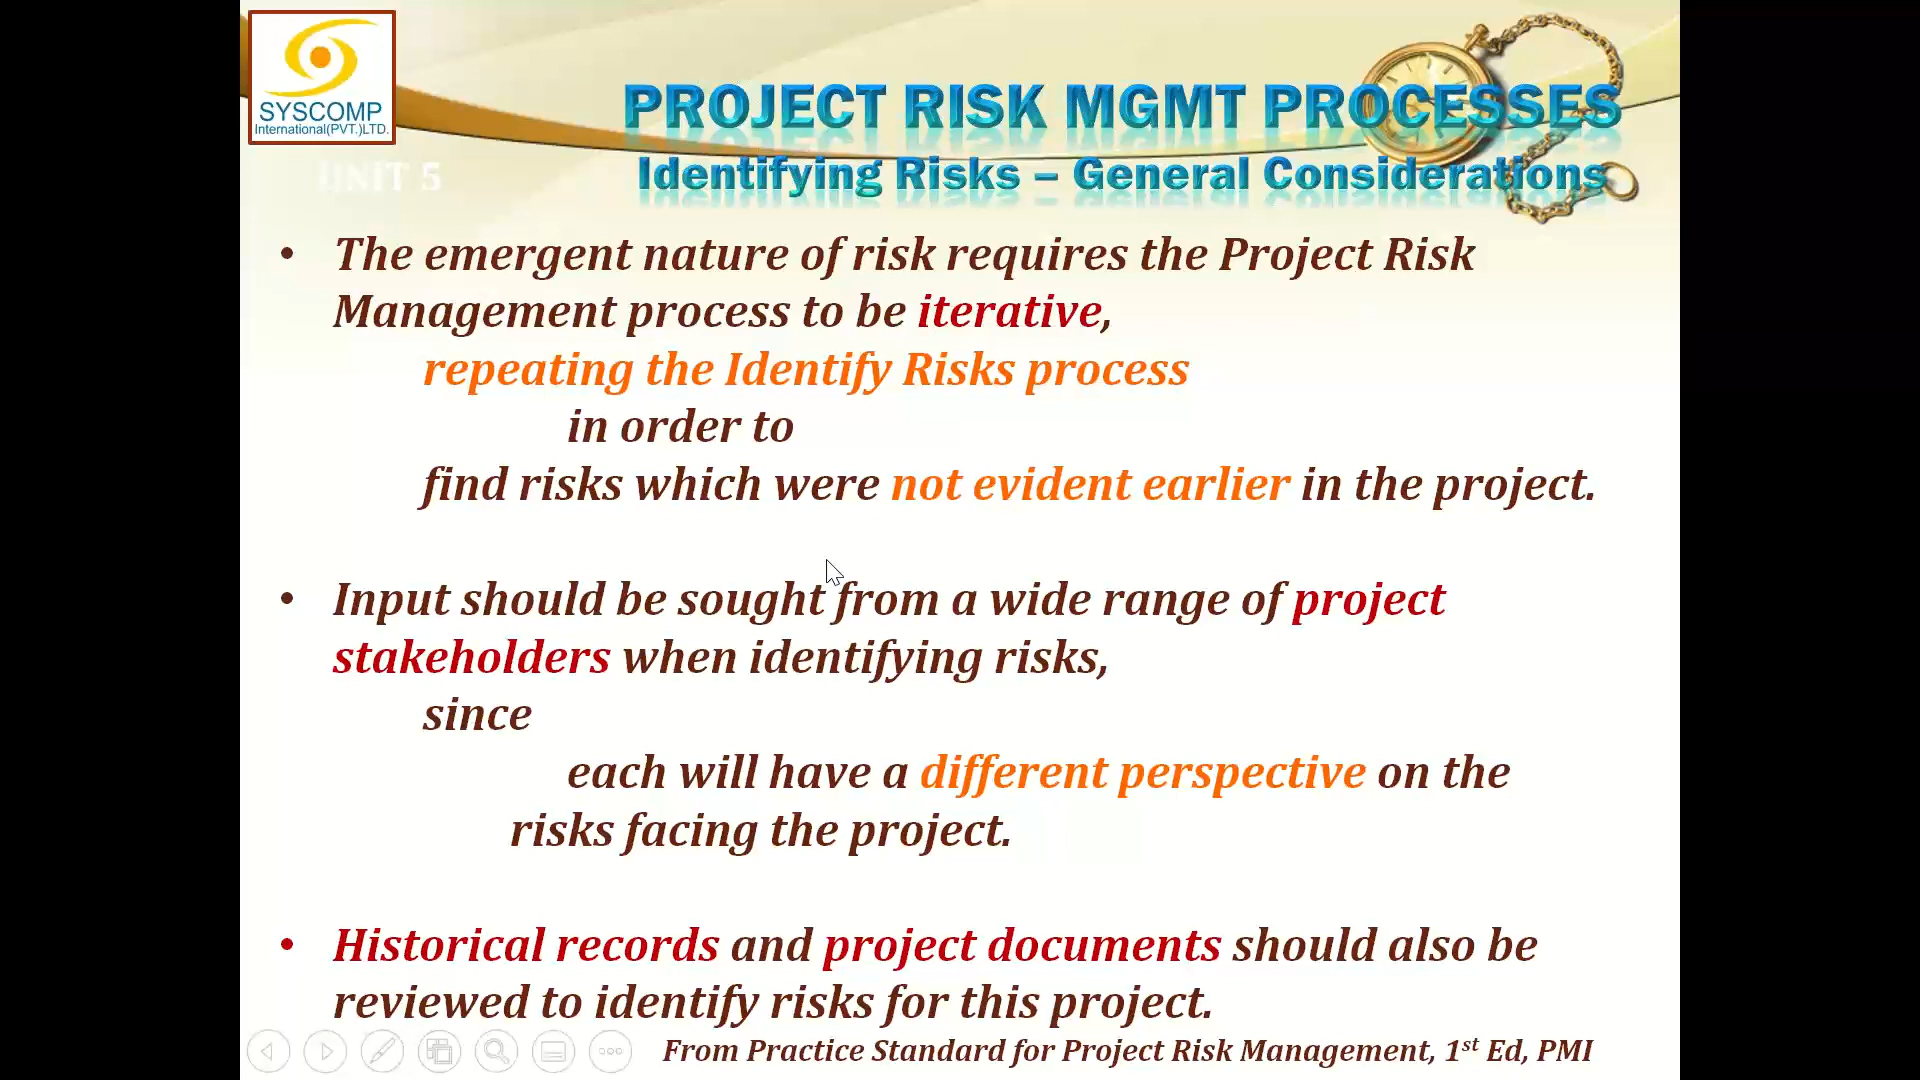 SYSCOMP
International(PVT.)LTD.
UNIT 5
PROJECT RISK MGMT PROCESSES
Identifying Risks – General Considerations
• The emergent nature of risk requires the Project Risk
Management process to be iterative,
repeating the Identify Risks process
in order to
find risks which were not evident earlier in the project.
• Input should be sought from a wide range of project
stakeholders when identifying risks,
since
each will have a different perspective on the
risks facing the project.
• Historical records and project documents should also be
reviewed to identify risks for this project.
From Practice Standard for Project Risk Management, 1st Ed, PMI